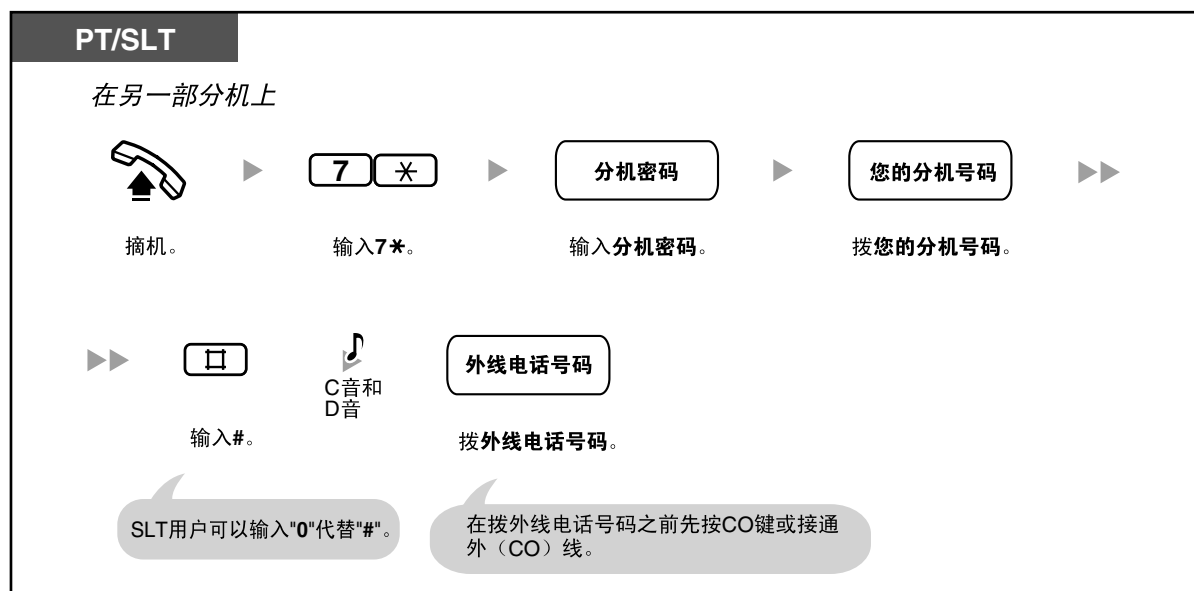 PT/SLT
在另一部分机上
7 ✳
分机密码
您的分机号码
摘机。
输入7✳。
输入分机密码。
拨您的分机号码。
#
C音和
D音
外线电话号码
输入#。
拨外线电话号码。
SLT用户可以输入"0"代替"#"。
在拨外线电话号码之前先按CO键或接通
外（CO）线。